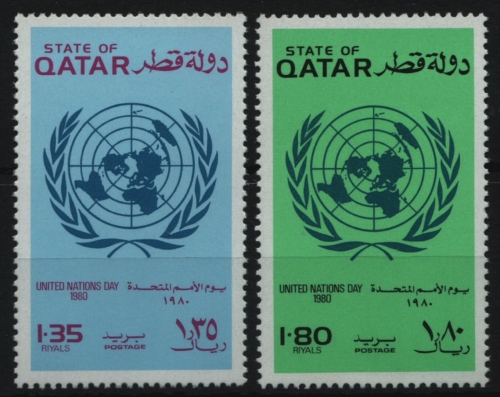 STATE OF
QATAR دولة قطر
UNITED NATIONS DAY يوم الأمم المتحدة
1980 ١٩٨٠
1·35 بريد ١٫٣٥
RIYALS POSTAGE ريال
STATE OF
QATAR دولة قطر
UNITED NATIONS DAY يوم الأمم المتحدة
1980 ١٩٨٠
1·80 بريد ١٫٨٠
RIYALS POSTAGE ريال